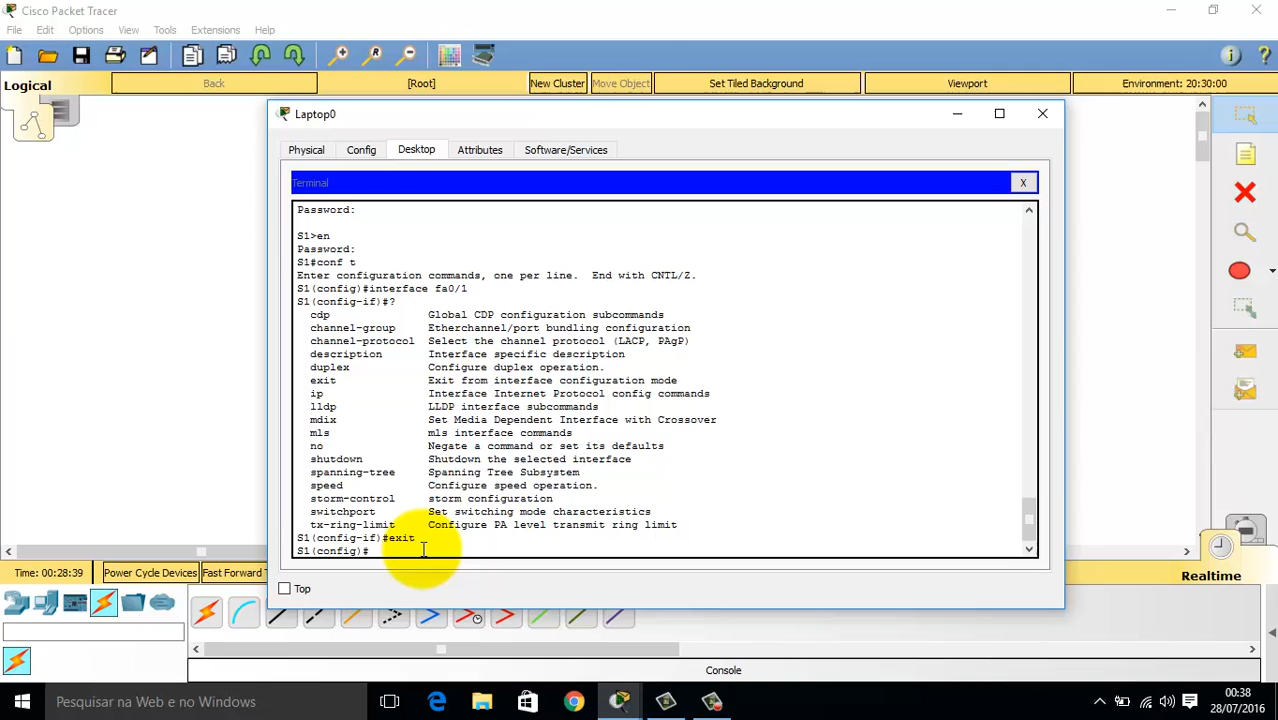 Cisco Packet Tracer
File Edit Options View Tools Extensions Help
Logical Back [Root] New Cluster Move Object Set Tiled Background Viewport Environment: 20:30:00
Laptop0
Physical Config Desktop Attributes Software/Services
Terminal X
Password:
S1>en
Password:
S1#conf t
Enter configuration commands, one per line. End with CNTL/Z.
S1(config)#interface fa0/1
S1(config-if)#?
cdp Global CDP configuration subcommands
channel-group Etherchannel/port bundling configuration
channel-protocol Select the channel protocol (LACP, PAgP)
description Interface specific description
duplex Configure duplex operation.
exit Exit from interface configuration mode
ip Interface Internet Protocol config commands
lldp LLDP interface subcommands
mdix Set Media Dependent Interface with Crossover
mls mls interface commands
no Negate a command or set its defaults
shutdown Shutdown the selected interface
spanning-tree Spanning Tree Subsystem
speed Configure speed operation.
storm-control storm configuration
switchport Set switching mode characteristics
tx-ring-limit Configure PA level transmit ring limit
S1(config-if)#exit
S1(config)#
Top
Time: 00:28:39 Power Cycle Devices Fast Forward T
Realtime
Console
Pesquisar na Web e no Windows
00:38
28/07/2016